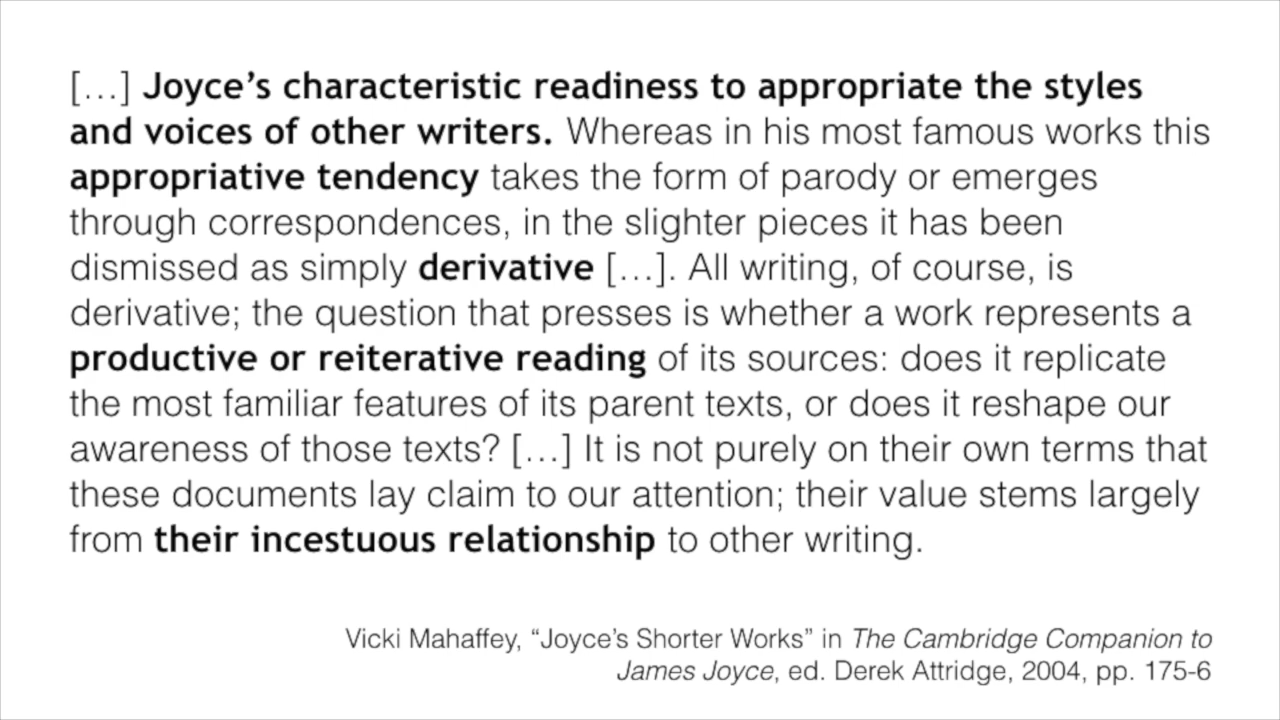 […] Joyce’s characteristic readiness to appropriate the styles
and voices of other writers. Whereas in his most famous works this
appropriative tendency takes the form of parody or emerges
through correspondences, in the slighter pieces it has been
dismissed as simply derivative […]. All writing, of course, is
derivative; the question that presses is whether a work represents a
productive or reiterative reading of its sources: does it replicate
the most familiar features of its parent texts, or does it reshape our
awareness of those texts? […] It is not purely on their own terms that
these documents lay claim to our attention; their value stems largely
from their incestuous relationship to other writing.
Vicki Mahaffey, “Joyce’s Shorter Works” in The Cambridge Companion to
James Joyce, ed. Derek Attridge, 2004, pp. 175-6